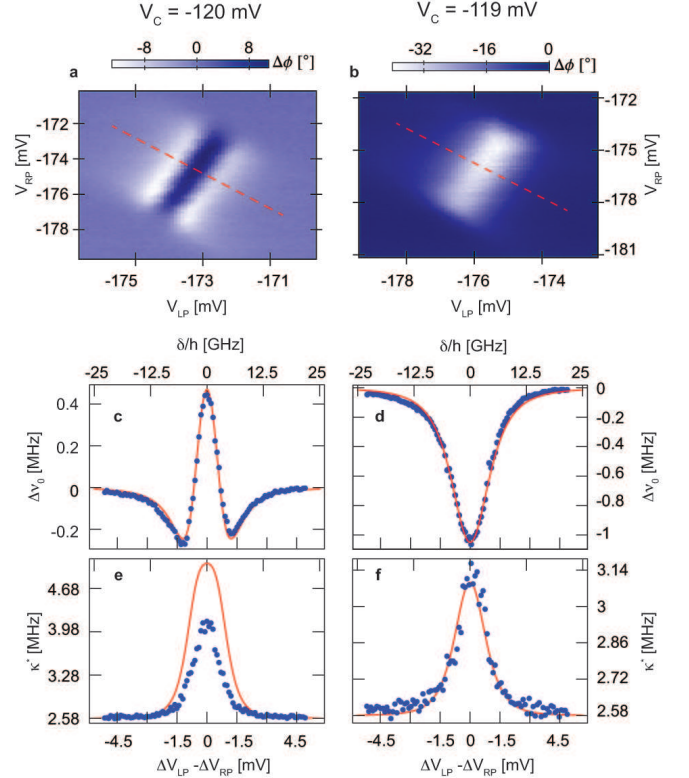 V_C = -120 mV
V_C = -119 mV
-8 0 8
Δϕ [°]
-32 -16 0
Δϕ [°]
a
b
V_RP [mV]
-172
-174
-176
-178
-172
-175
-178
-181
V_RP [mV]
-175 -173 -171
V_LP [mV]
-178 -176 -174
V_LP [mV]
δ/h [GHz]
δ/h [GHz]
-25 -12.5 0 12.5 25
-25 -12.5 0 12.5 25
c
d
Δν_0 [MHz]
0.4
0.2
0
-0.2
0
-0.2
-0.4
-0.6
-0.8
-1
Δν_0 [MHz]
e
f
κ* [MHz]
4.68
3.98
3.28
2.58
3.14
3
2.86
2.72
2.58
κ* [MHz]
-4.5 -1.5 0 1.5 4.5
-4.5 -1.5 0 1.5 4.5
ΔV_LP -ΔV_RP [mV]
ΔV_LP -ΔV_RP [mV]